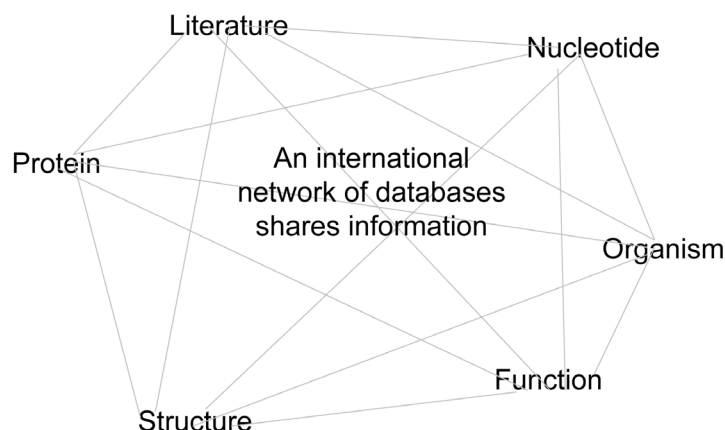 Literature
Nucleotide
Protein
An international
network of databases
shares information
Organism
Function
Structure